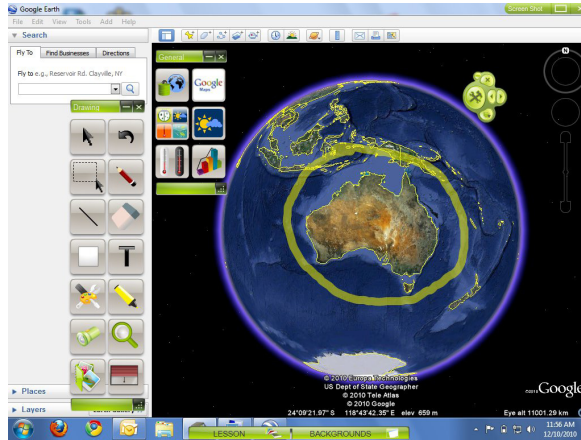 Google Earth
Screen Shot
File Edit View Tools Add Help
Search
Fly To Find Businesses Directions
Fly to e.g., Reservoir Rd. Clayville, NY
Drawing
General
Google
Maps
N
T
Places
Layers
© 2010 Europa Technologies
US Dept of State Geographer
© 2010 Tele Atlas
© 2010 Google
©2010 Google
24°09'21.97" S 118°43'42.35" E elev 659 m
Eye alt 11001.29 km
LESSON
BACKGROUNDS
11:56 AM
12/10/2010